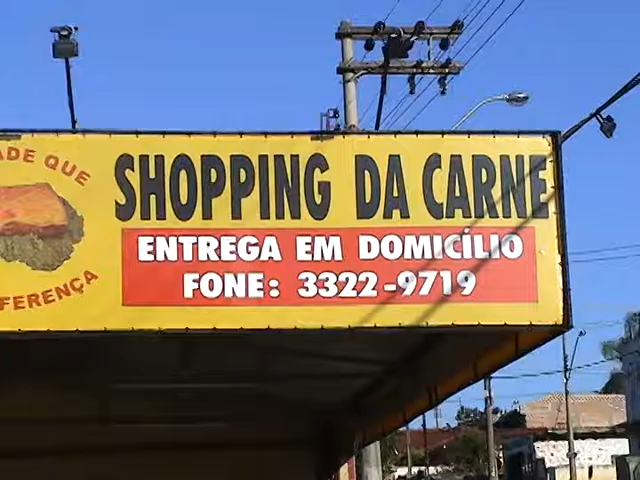 ADE QUE
FERENÇA
SHOPPING DA CARNE
ENTREGA EM DOMICÍLIO
FONE: 3322-9719